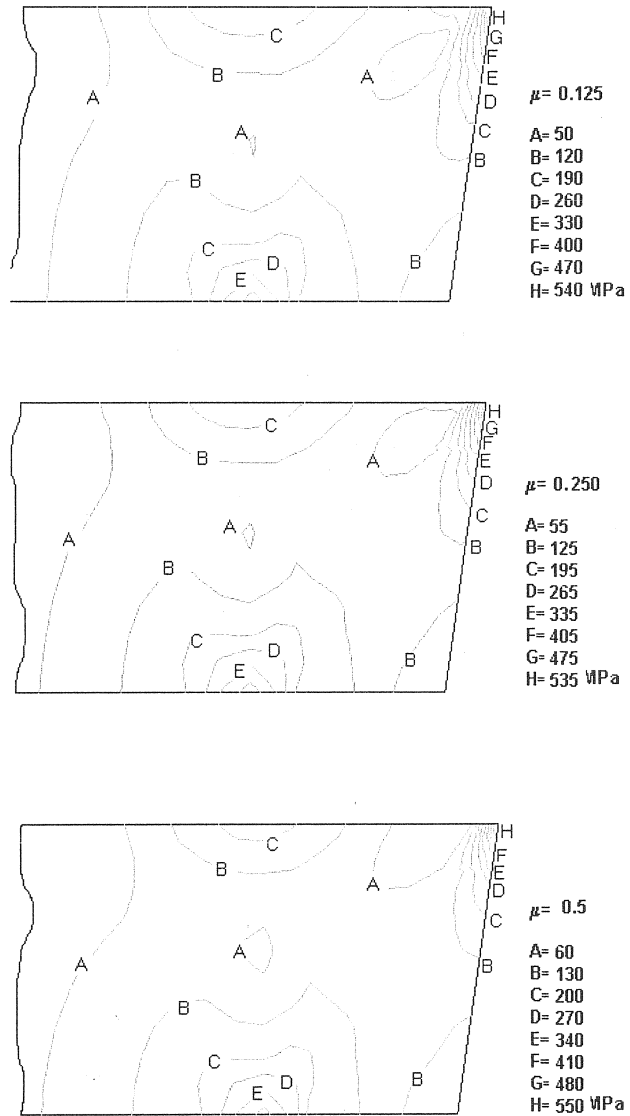 H
C
G
F
B
A
E
D
A
C
A
B
B
C
D
B
E
μ= 0.125
A= 50
B= 120
C= 190
D= 260
E= 330
F= 400
G= 470
H= 540 MPa
H
C
G
F
B
A
E
D
C
A
A
B
B
C
D
B
E
μ= 0.250
A= 55
B= 125
C= 195
D= 265
E= 335
F= 405
G= 475
H= 535 MPa
H
C
F
B
E
A
D
C
A
A
B
B
C
D
B
E
μ= 0.5
A= 60
B= 130
C= 200
D= 270
E= 340
F= 410
G= 480
H= 550 MPa